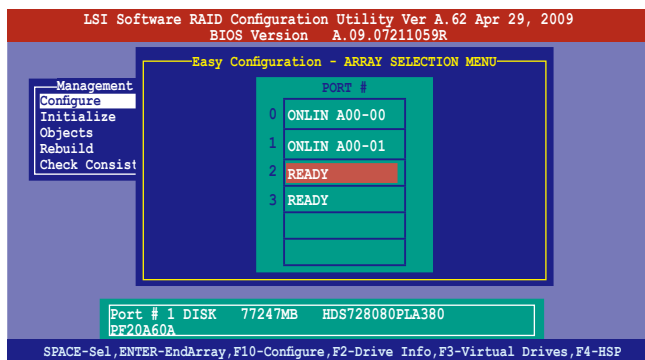 LSI Software RAID Configuration Utility Ver A.62 Apr 29, 2009
BIOS Version A.09.07211059R
Easy Configuration - ARRAY SELECTION MENU
Management
Configure
Initialize
Objects
Rebuild
Check Consist
PORT #
0 ONLIN A00-00
1 ONLIN A00-01
2 READY
3 READY
Port # 1 DISK 77247MB HDS728080PLA380
PF20A60A
SPACE-Sel,ENTER-EndArray,F10-Configure,F2-Drive Info,F3-Virtual Drives,F4-HSP